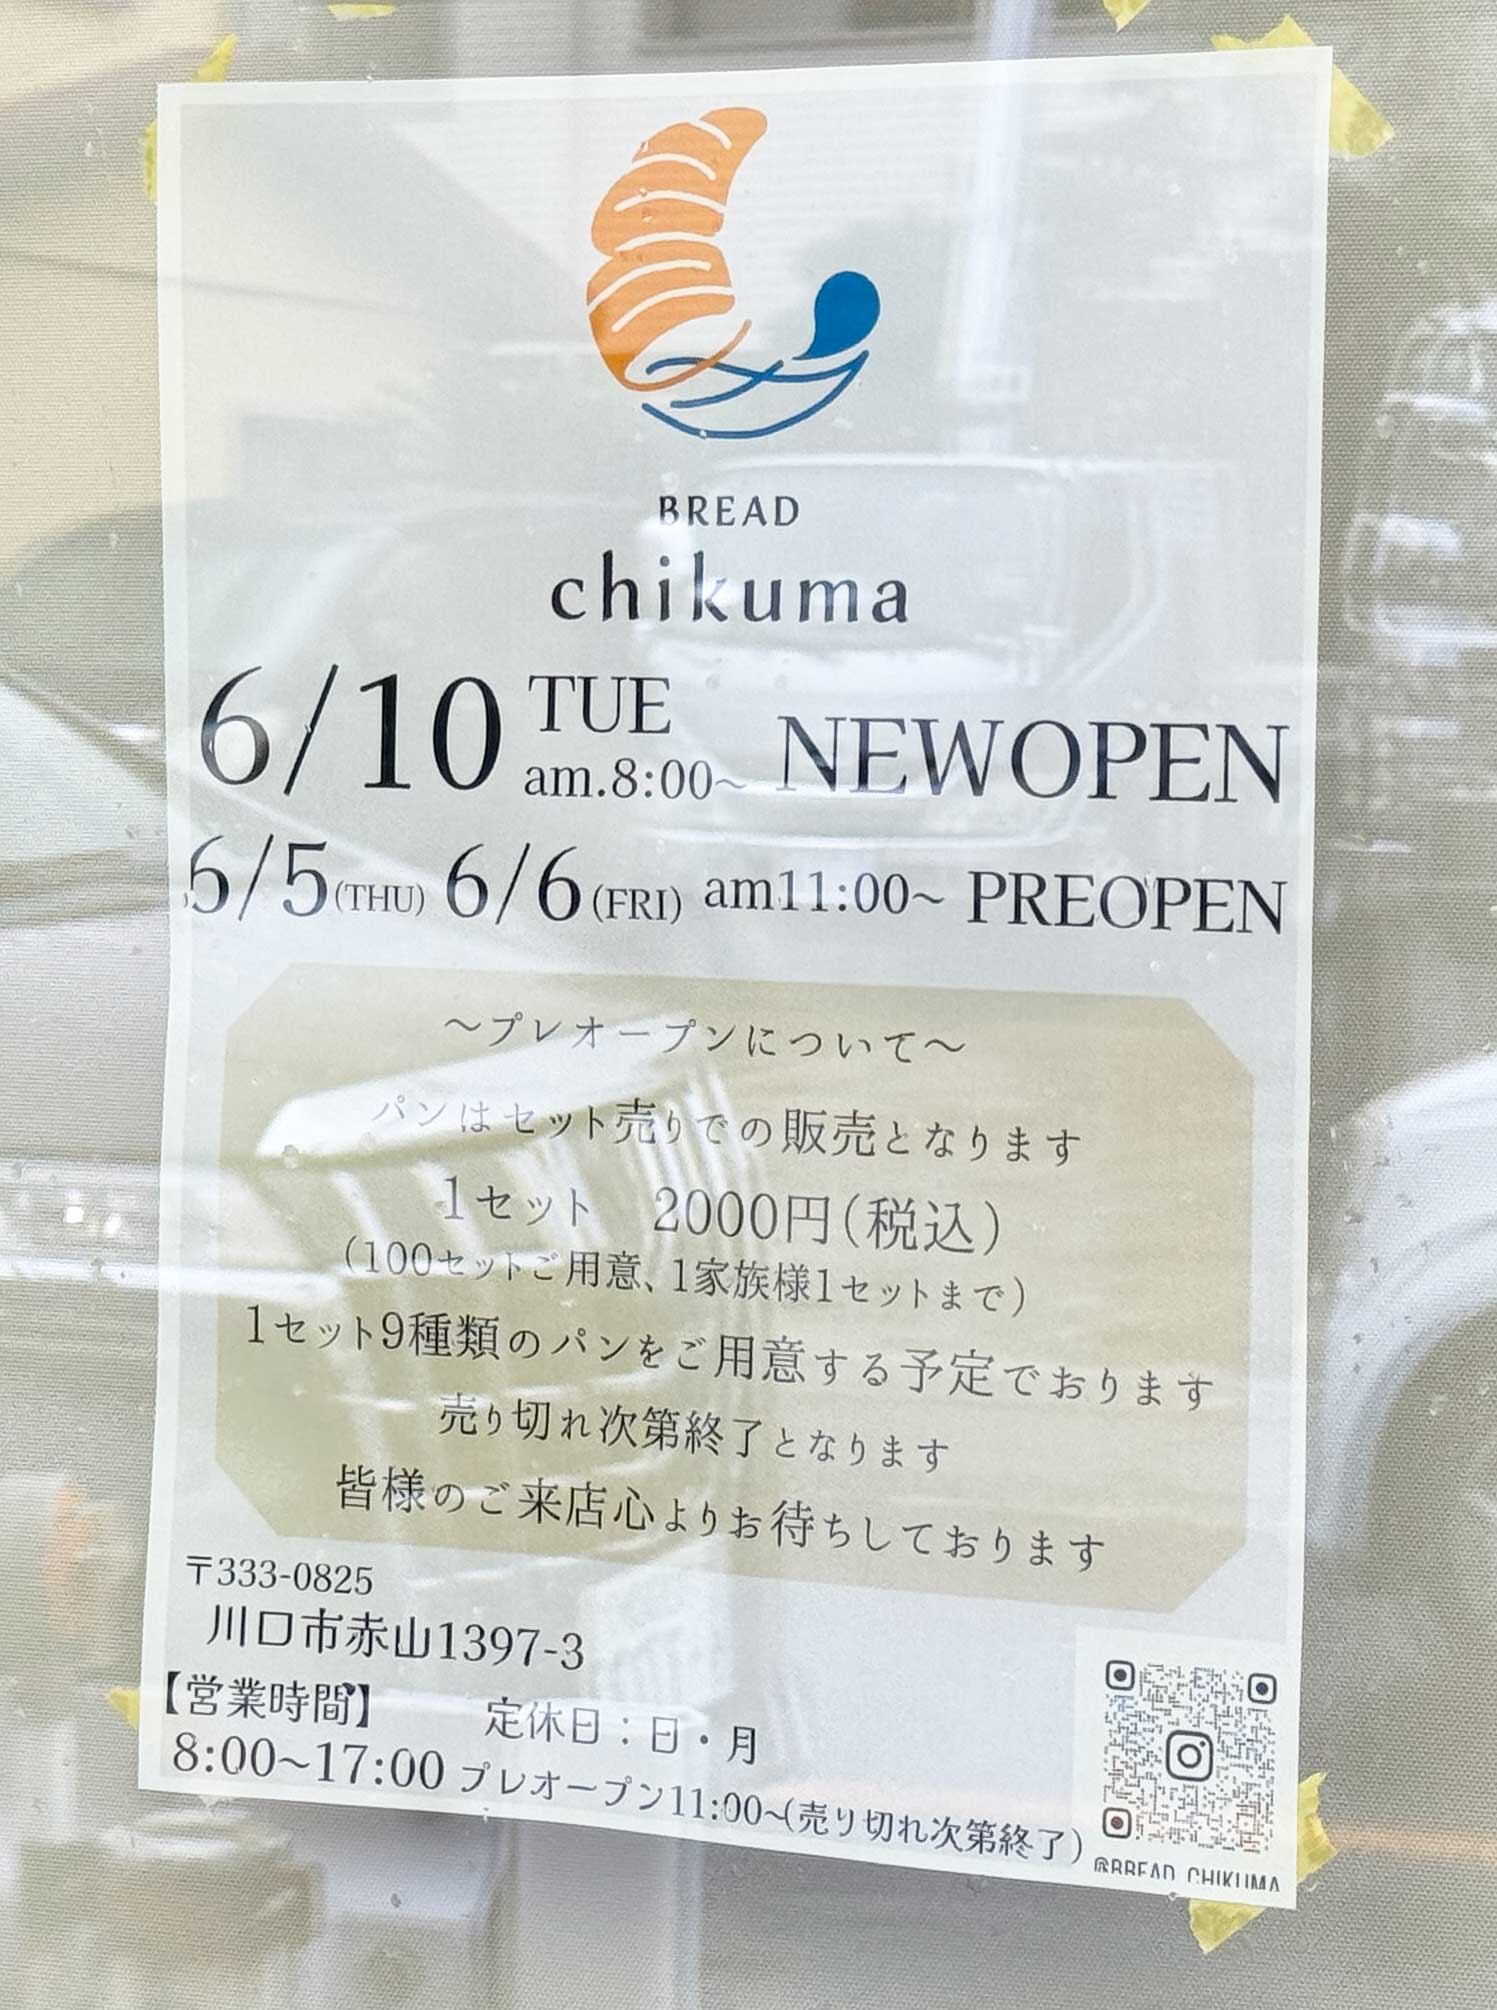 BREAD
chikuma
6/10 TUE am.8:00~ NEWOPEN
6/5(THU) 6/6(FRI) am11:00~ PREOPEN
～プレオープンについて～
パンはセット売りでの販売となります
1セット 2000円(税込)
(100セットご用意、1家族様1セットまで)
1セット9種類のパンをご用意する予定でおります
売り切れ次第終了となります
皆様のご来店心よりお待ちしております
〒333-0825
川口市赤山1397-3
【営業時間】 定休日：日・月
8:00~17:00 プレオープン11:00~(売り切れ次第終了)
@BREAD_CHIKUMA